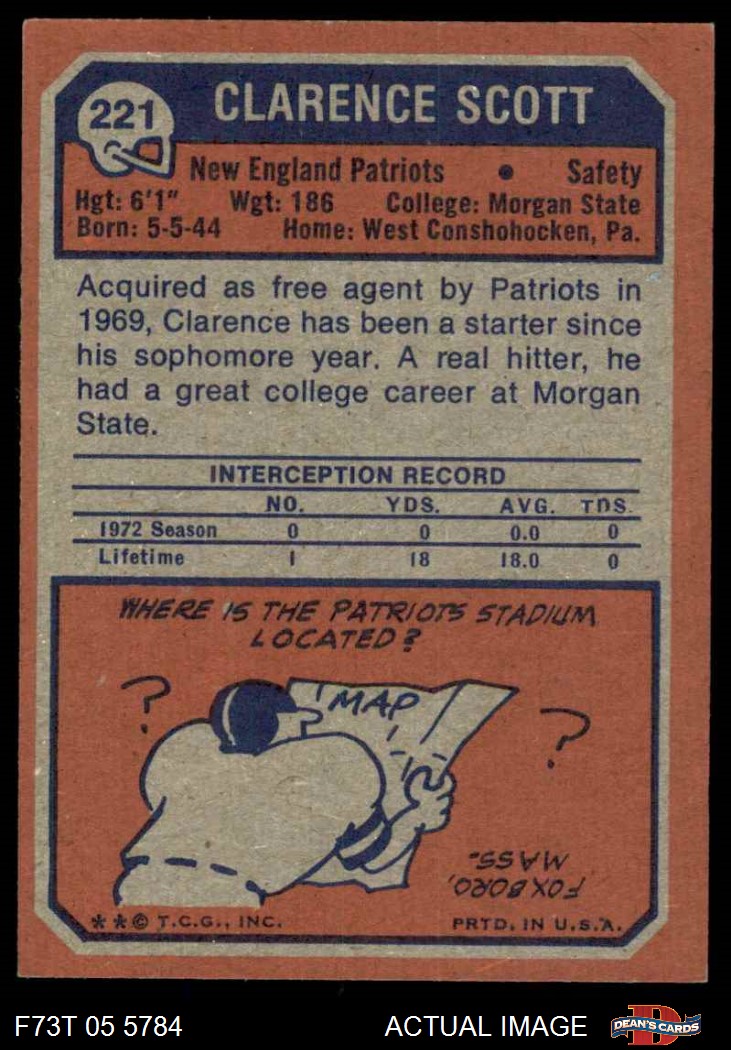 221
CLARENCE SCOTT
New England Patriots • Safety
Hgt: 6'1" Wgt: 186 College: Morgan State
Born: 5-5-44 Home: West Conshohocken, Pa.
Acquired as free agent by Patriots in
1969, Clarence has been a starter since
his sophomore year. A real hitter, he
had a great college career at Morgan
State.
INTERCEPTION RECORD
NO. YDS. AVG. TDS.
1972 Season 0 0 0.0 0
Lifetime 1 18 18.0 0
WHERE IS THE PATRIOTS STADIUM
LOCATED?
? MAP ?
FOXBORO,
MASS.
**© T.C.G., INC. PRTD. IN U.S.A.
F73T 05 5784 ACTUAL IMAGE D DEAN'S CARDS